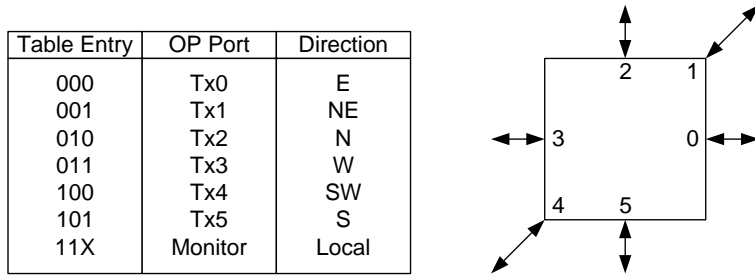 Table Entry OP Port Direction
000 Tx0 E
001 Tx1 NE
010 Tx2 N
011 Tx3 W
100 Tx4 SW
101 Tx5 S
11X Monitor Local
2 1
3 0
4 5